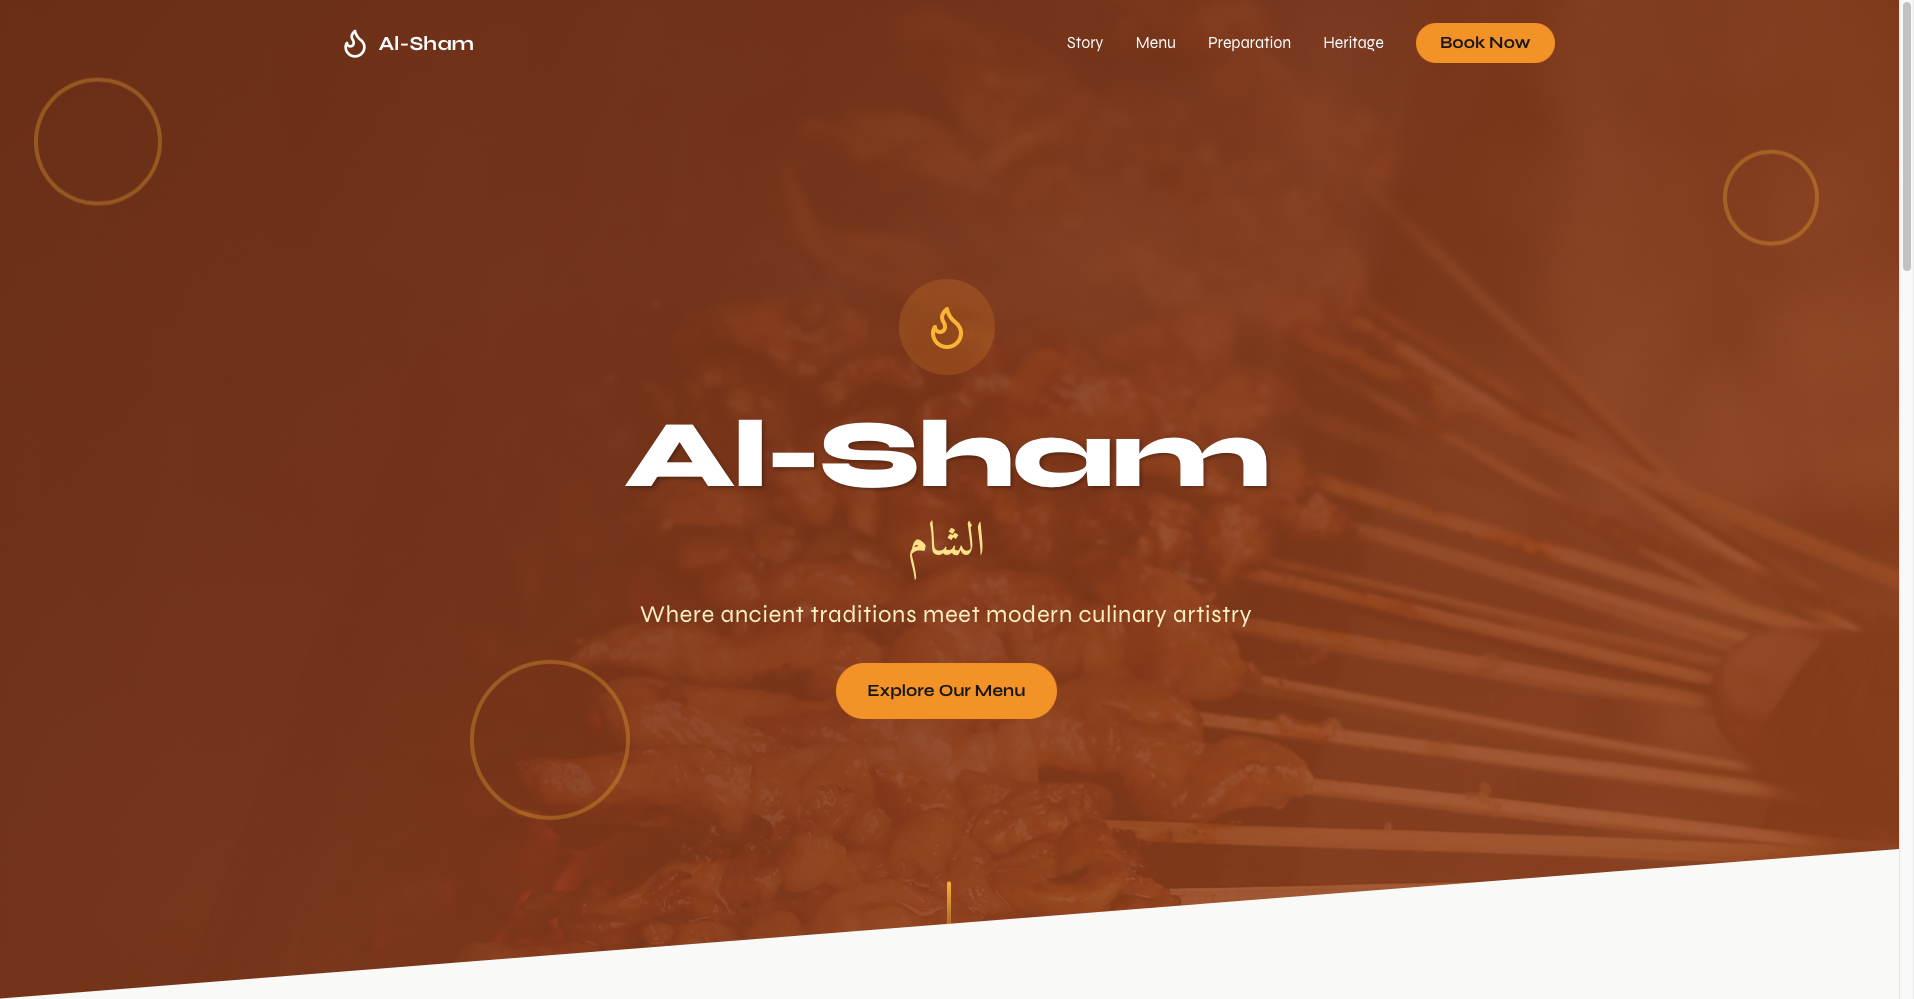 Al-Sham
Story
Menu
Preparation
Heritage
Book Now
Al-Sham
الشام
Where ancient traditions meet modern culinary artistry
Explore Our Menu